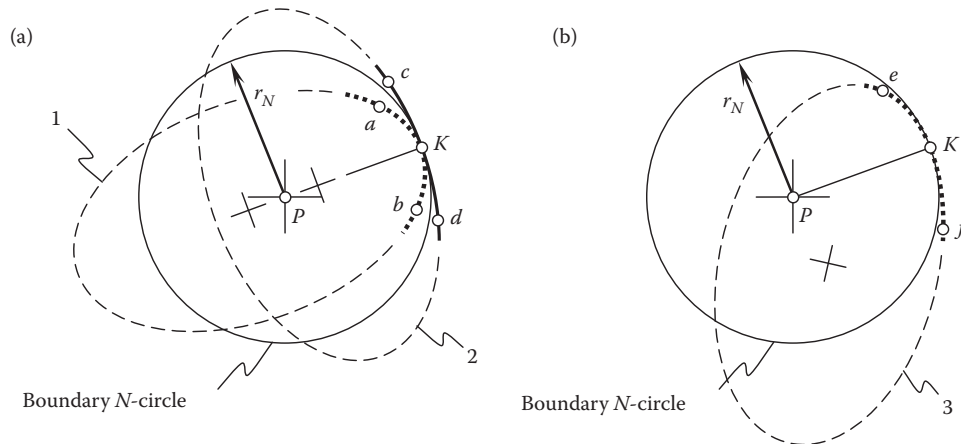 (a)
c
r_N
1
a
K
b
P
d
2
Boundary N-circle
(b)
e
r_N
K
P
f
3
Boundary N-circle